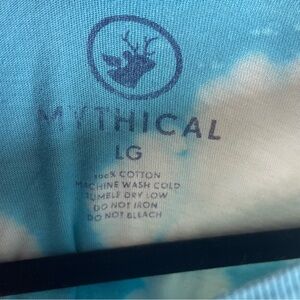 MYTHICAL
LG
100% COTTON
MACHINE WASH COLD
TUMBLE DRY LOW
DO NOT IRON
DO NOT BLEACH